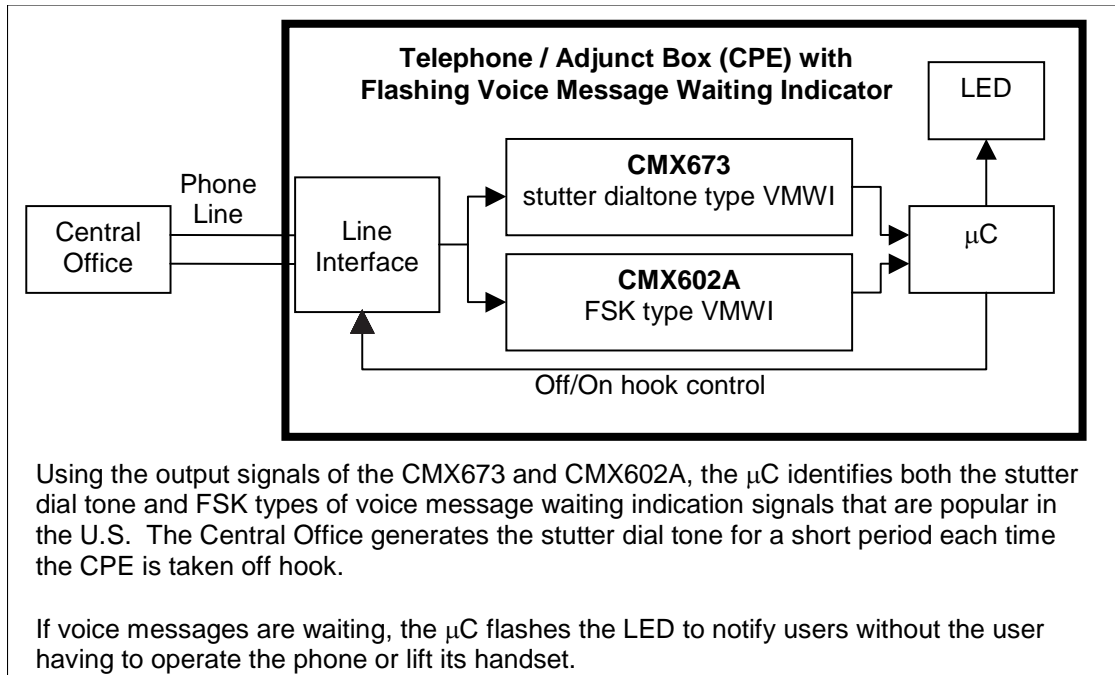 Telephone / Adjunct Box (CPE) with
Flashing Voice Message Waiting Indicator
LED
CMX673
stutter dialtone type VMWI
Phone
Line
Central
Office
Line
Interface
μC
CMX602A
FSK type VMWI
Off/On hook control
Using the output signals of the CMX673 and CMX602A, the μC identifies both the stutter
dial tone and FSK types of voice message waiting indication signals that are popular in
the U.S. The Central Office generates the stutter dial tone for a short period each time
the CPE is taken off hook.
If voice messages are waiting, the μC flashes the LED to notify users without the user
having to operate the phone or lift its handset.